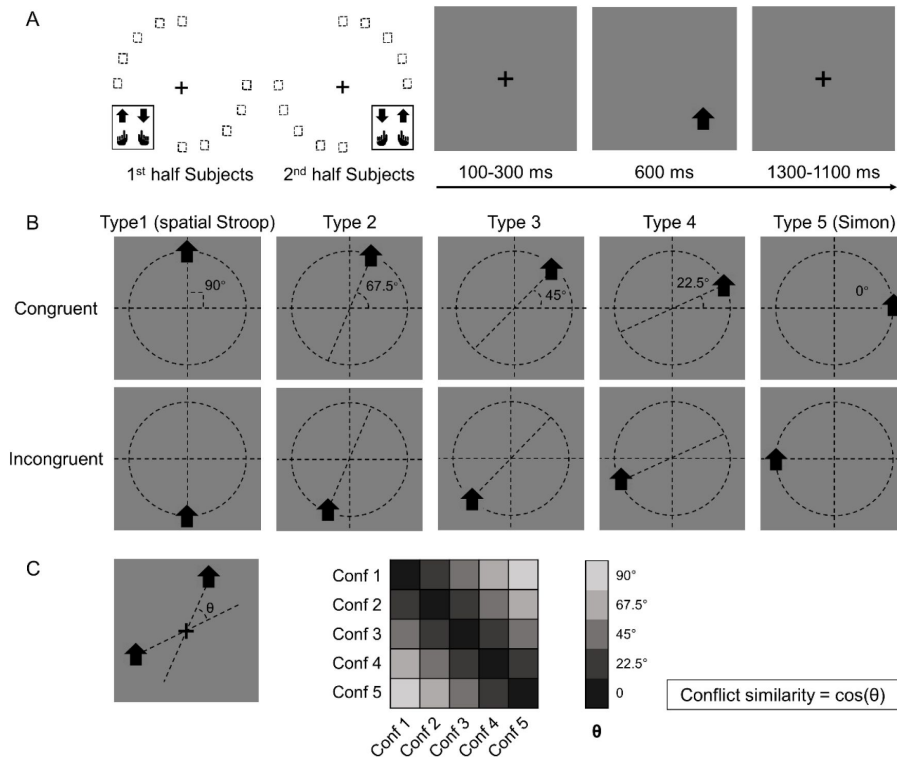 A
1st half Subjects
2nd half Subjects
100-300 ms
600 ms
1300-1100 ms
B
Type1 (spatial Stroop)
Type 2
Type 3
Type 4
Type 5 (Simon)
Congruent
90°
67.5°
45°
22.5°
0°
Incongruent
C
θ
Conf 1
Conf 2
Conf 3
Conf 4
Conf 5
Conf 1
Conf 2
Conf 3
Conf 4
Conf 5
90°
67.5°
45°
22.5°
0
θ
Conflict similarity = cos(θ)